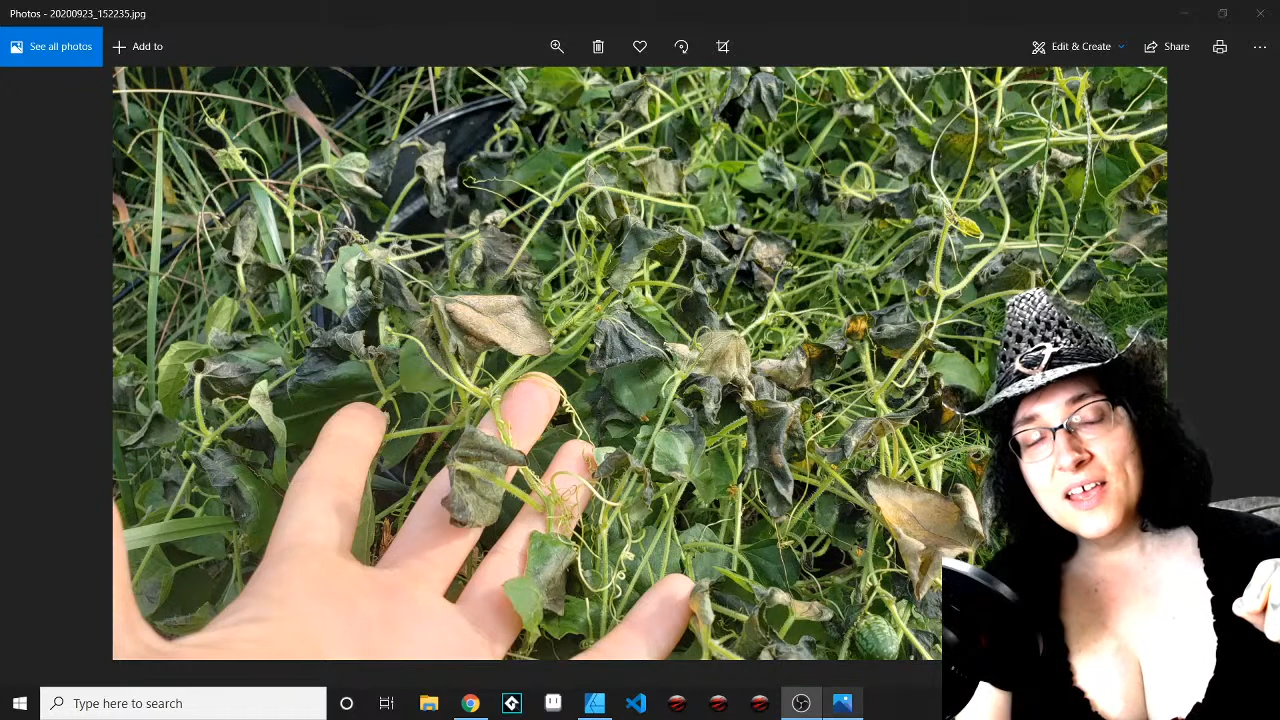 Photos - 20200923_152235.jpg
See all photos
Add to
Edit & Create
Share
Type here to search